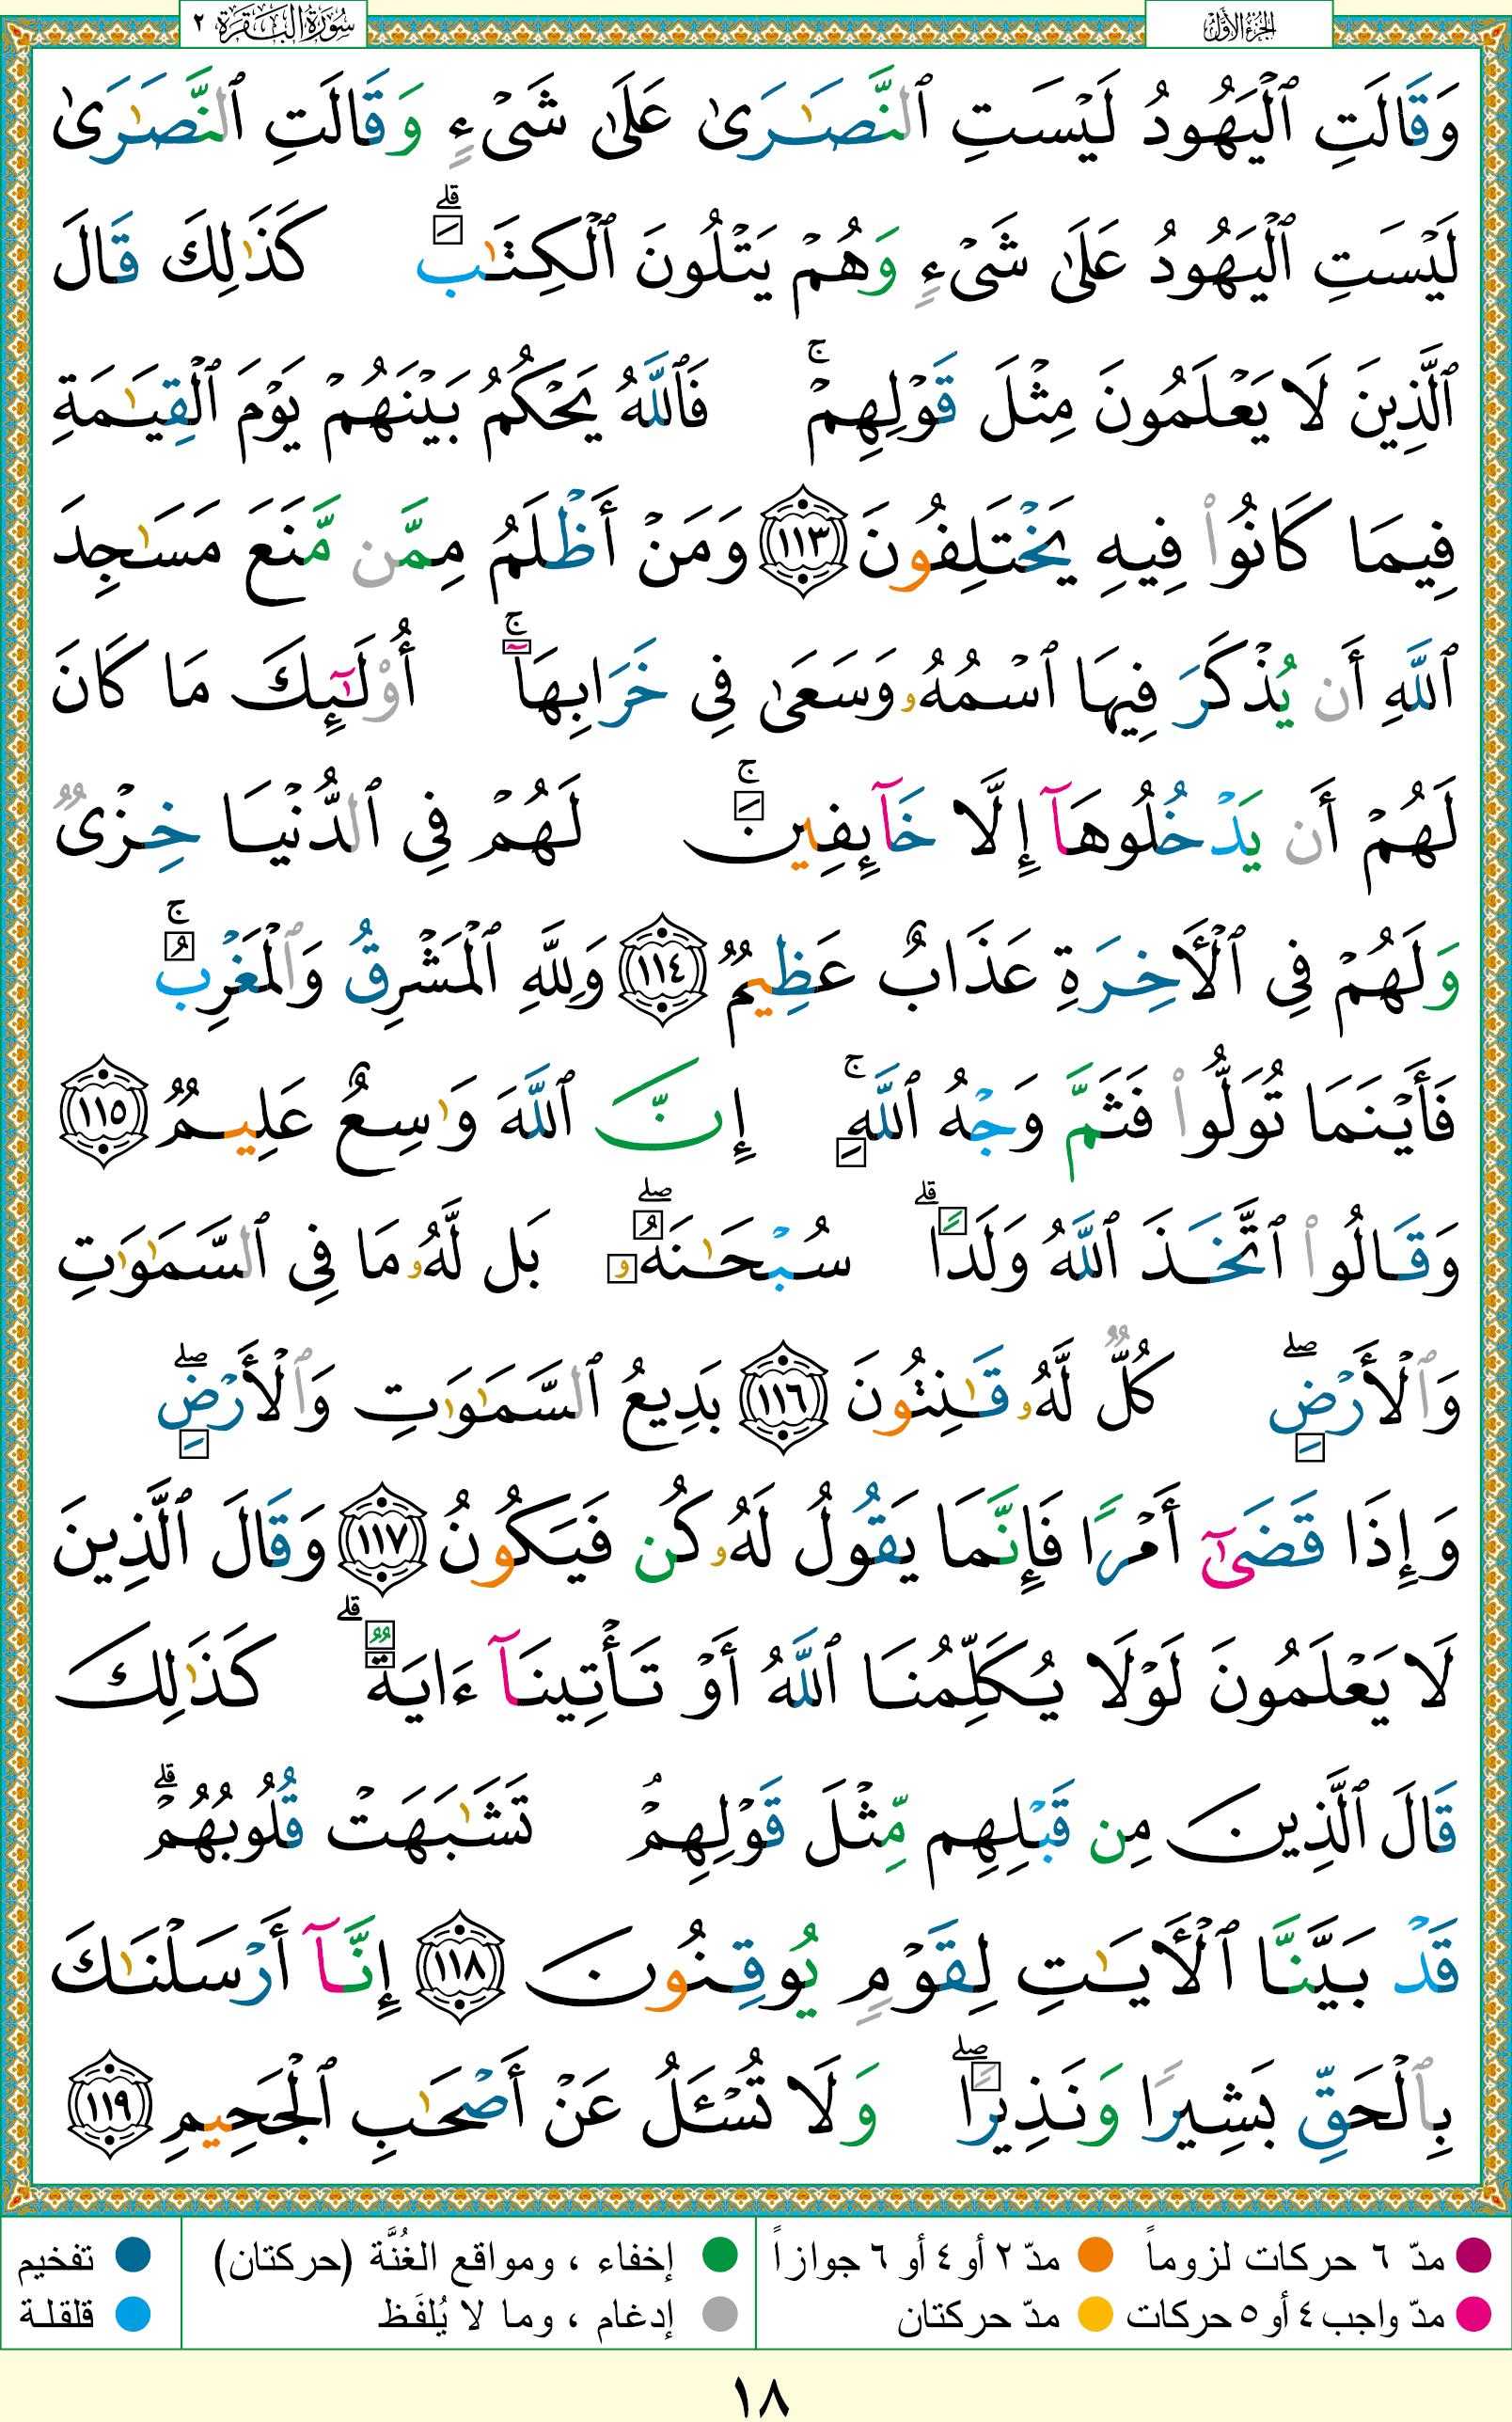 الجزء الأول
سورة البقرة ٢
وَقَالَتِ ٱلْيَهُودُ لَيْسَتِ ٱلنَّصَٰرَىٰ عَلَىٰ شَىْءٍ وَقَالَتِ ٱلنَّصَٰرَىٰ
لَيْسَتِ ٱلْيَهُودُ عَلَىٰ شَىْءٍ وَهُمْ يَتْلُونَ ٱلْكِتَٰبَ ۗ كَذَٰلِكَ قَالَ
ٱلَّذِينَ لَا يَعْلَمُونَ مِثْلَ قَوْلِهِمْ ۚ فَٱللَّهُ يَحْكُمُ بَيْنَهُمْ يَوْمَ ٱلْقِيَٰمَةِ
فِيمَا كَانُوا۟ فِيهِ يَخْتَلِفُونَ ١١٣ وَمَنْ أَظْلَمُ مِمَّن مَّنَعَ مَسَٰجِدَ
ٱللَّهِ أَن يُذْكَرَ فِيهَا ٱسْمُهُۥ وَسَعَىٰ فِى خَرَابِهَآ ۚ أُو۟لَٰٓئِكَ مَا كَانَ
لَهُمْ أَن يَدْخُلُوهَآ إِلَّا خَآئِفِينَ ۚ لَهُمْ فِى ٱلدُّنْيَا خِزْىٌ
وَلَهُمْ فِى ٱلْأَخِرَةِ عَذَابٌ عَظِيمٌ ١١٤ وَلِلَّهِ ٱلْمَشْرِقُ وَٱلْمَغْرِبُ ۚ
فَأَيْنَمَا تُوَلُّوا۟ فَثَمَّ وَجْهُ ٱللَّهِ ۚ إِنَّ ٱللَّهَ وَٰسِعٌ عَلِيمٌ ١١٥
وَقَالُوا۟ ٱتَّخَذَ ٱللَّهُ وَلَدًا ۗ سُبْحَٰنَهُۥ ۖ بَل لَّهُۥ مَا فِى ٱلسَّمَٰوَٰتِ
وَٱلْأَرْضِ ۖ كُلٌّ لَّهُۥ قَٰنِتُونَ ١١٦ بَدِيعُ ٱلسَّمَٰوَٰتِ وَٱلْأَرْضِ ۖ
وَإِذَا قَضَىٰٓ أَمْرًا فَإِنَّمَا يَقُولُ لَهُۥ كُن فَيَكُونُ ١١٧ وَقَالَ ٱلَّذِينَ
لَا يَعْلَمُونَ لَوْلَا يُكَلِّمُنَا ٱللَّهُ أَوْ تَأْتِينَآ ءَايَةٌ ۗ كَذَٰلِكَ
قَالَ ٱلَّذِينَ مِن قَبْلِهِم مِّثْلَ قَوْلِهِمْ ۘ تَشَٰبَهَتْ قُلُوبُهُمْ ۗ
قَدْ بَيَّنَّا ٱلْأَيَٰتِ لِقَوْمٍ يُوقِنُونَ ١١٨ إِنَّآ أَرْسَلْنَٰكَ
بِٱلْحَقِّ بَشِيرًا وَنَذِيرًا ۖ وَلَا تُسْـَٔلُ عَنْ أَصْحَٰبِ ٱلْجَحِيمِ ١١٩
مدّ ٦ حركات لزوماً مدّ ٢ أو ٤ أو ٦ جوازاً إخفاء ، ومواقع الغُنَّة (حركتان) تفخيم
مدّ واجب ٤ أو ٥ حركات مدّ حركتان إدغام ، وما لا يُلفَظ قلقلة
١٨